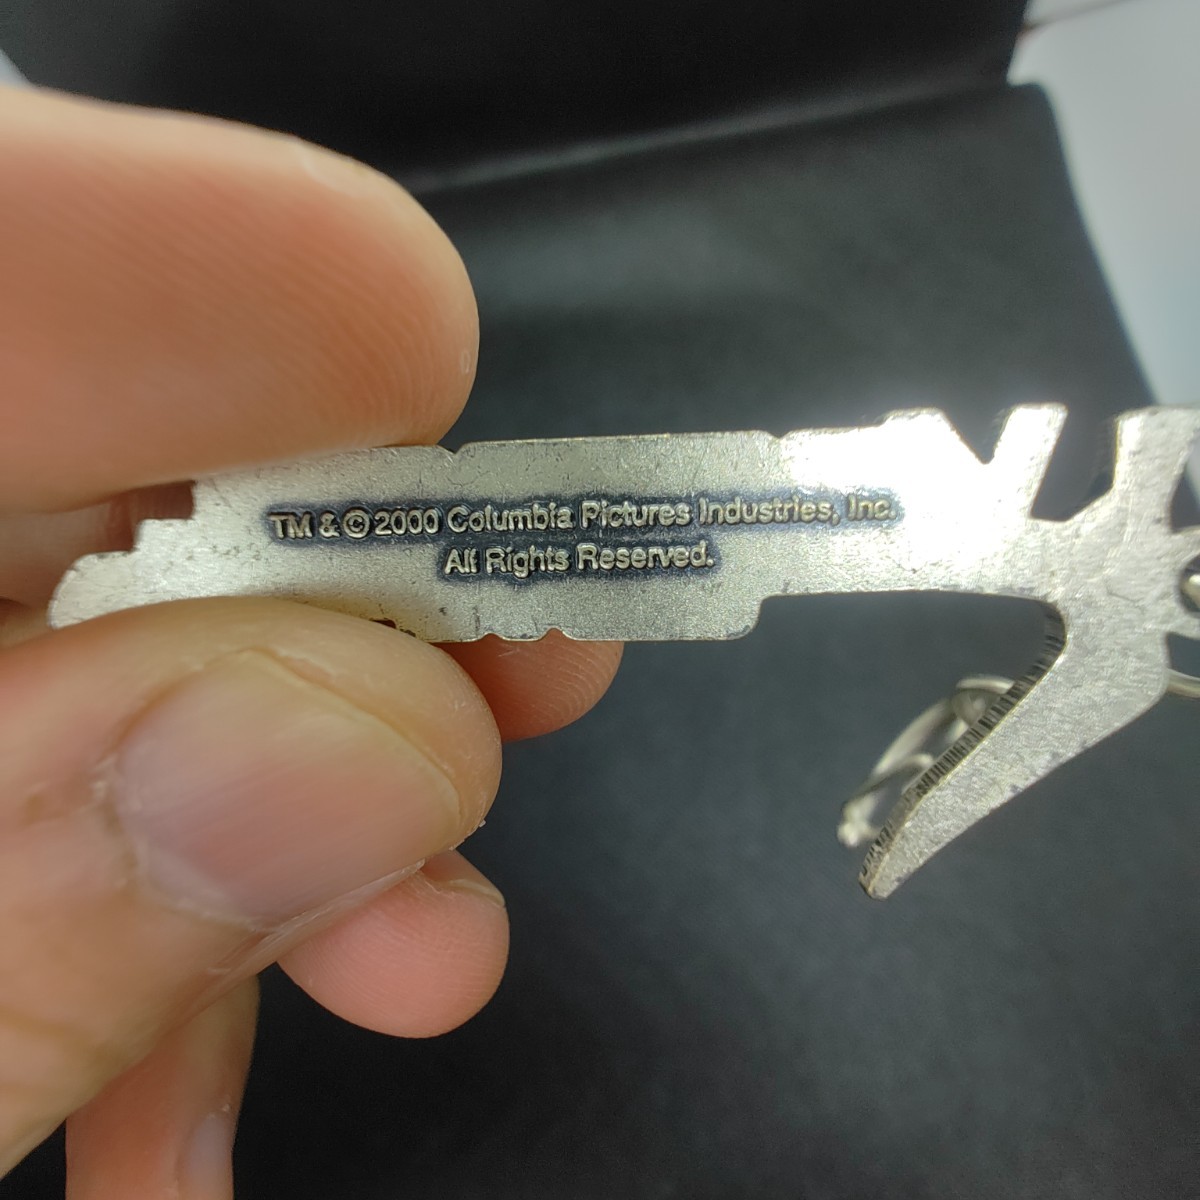 TM & © 2000 Columbia Pictures Industries, Inc.
All Rights Reserved.